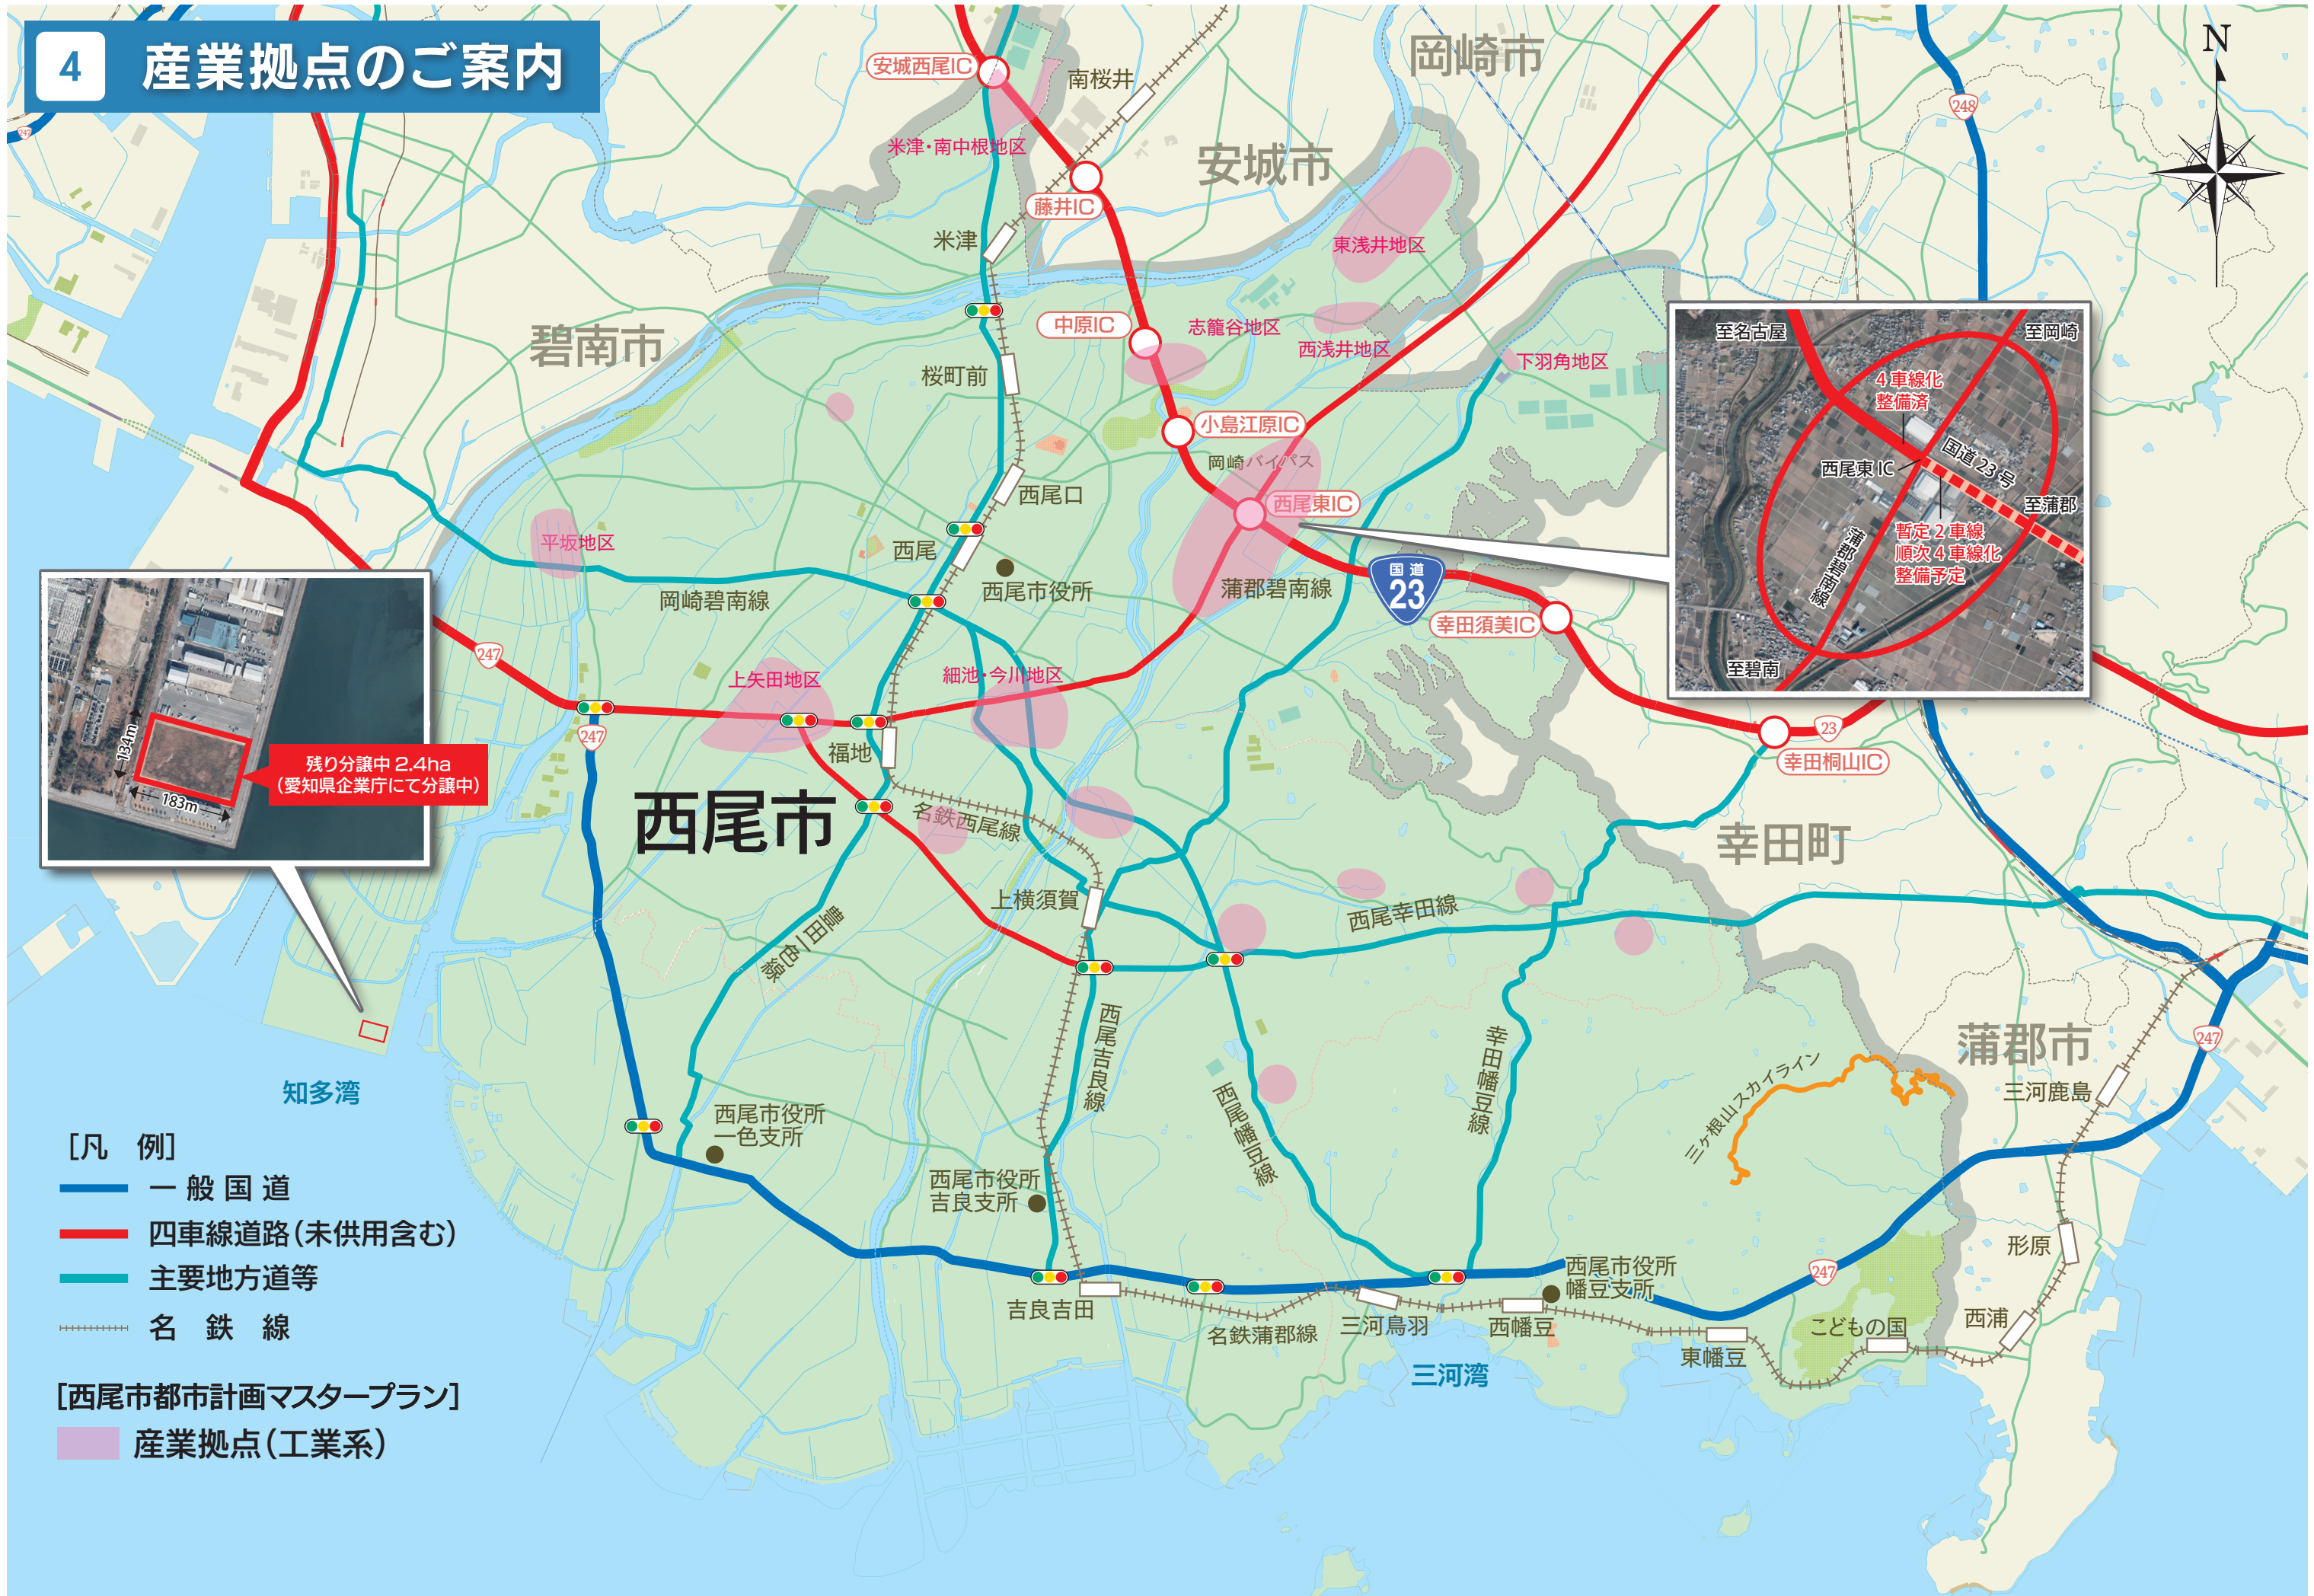 4 産業拠点のご案内
N
安城西尾IC
南桜井
岡崎市
248
247
米津・南中根地区
安城市
藤井IC
米津
東浅井地区
碧南市
中原IC
志籠谷地区
西浅井地区
下羽角地区
桜町前
小島江原IC
岡崎バイパス
西尾口
西尾東IC
平坂地区
西尾
西尾市役所
岡崎碧南線
蒲郡碧南線
国道
23
幸田須美IC
至名古屋
至岡崎
4車線化
整備済
西尾東IC
国道23号
至蒲郡
暫定2車線
順次4車線化
整備予定
蒲郡碧南線
至碧南
247
上矢田地区
細池・今川地区
247
福地
23
幸田桐山IC
134m
183m
残り分譲中 2.4ha
(愛知県企業庁にて分譲中)
西尾市
名鉄西尾線
幸田町
上横須賀
西尾幸田線
豊田一色線
西尾吉良線
西尾幡豆線
幸田幡豆線
三ヶ根山スカイライン
蒲郡市
247
三河鹿島
知多湾
西尾市役所
一色支所
西尾市役所
吉良支所
形原
西尾市役所
幡豆支所
247
吉良吉田
名鉄蒲郡線
三河鳥羽
西幡豆
東幡豆
こどもの国
西浦
三河湾
[凡 例]
一般国道
四車線道路(未供用含む)
主要地方道等
名鉄線
[西尾市都市計画マスタープラン]
産業拠点(工業系)